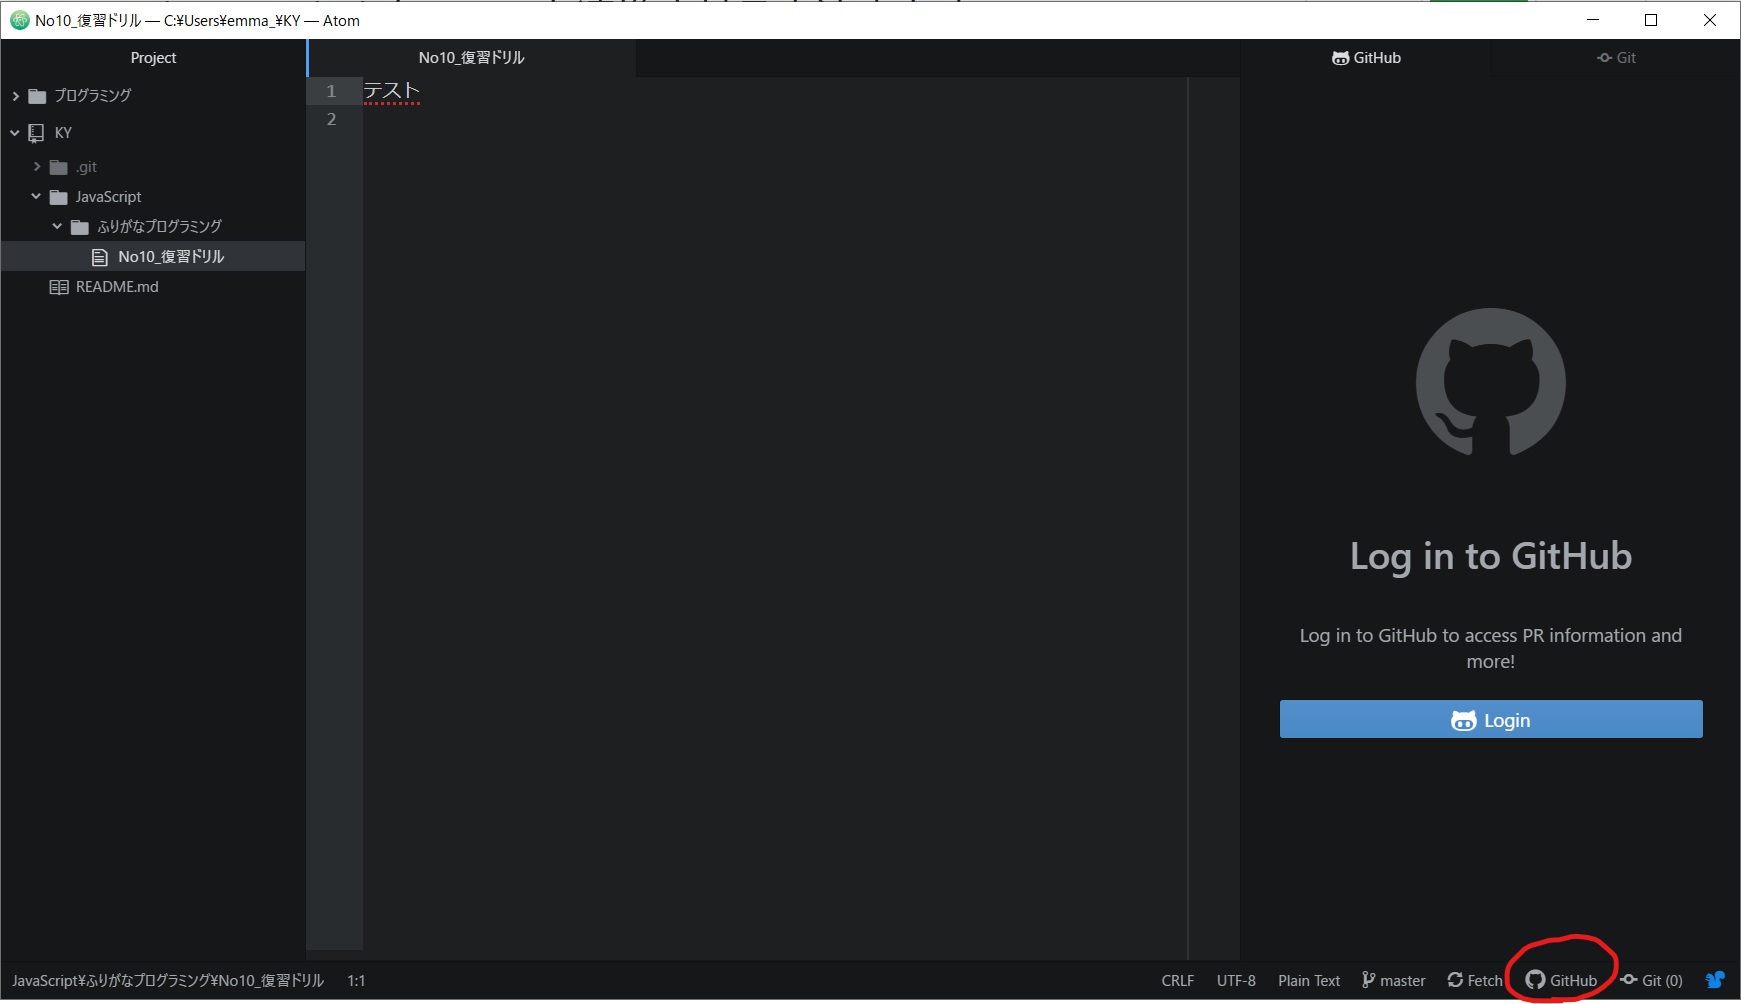 No10_復習ドリル — C:¥Users¥emma_¥KY — Atom
Project
プログラミング
KY
.git
JavaScript
ふりがなプログラミング
No10_復習ドリル
README.md
No10_復習ドリル
1 テスト
2
GitHub
Git
Log in to GitHub
Log in to GitHub to access PR information and
more!
Login
JavaScript¥ふりがなプログラミング¥No10_復習ドリル 1:1
CRLF UTF-8 Plain Text master Fetch GitHub Git (0)